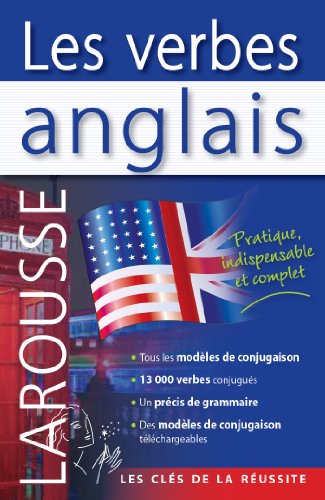 Les verbes
anglais
LAROUSSE
PHONE
Pratique,
indispensable
et complet
• Tous les modèles de conjugaison
• 13 000 verbes conjugués
• Un précis de grammaire
• Des modèles de conjugaison
téléchargeables
LES CLÉS DE LA RÉUSSITE